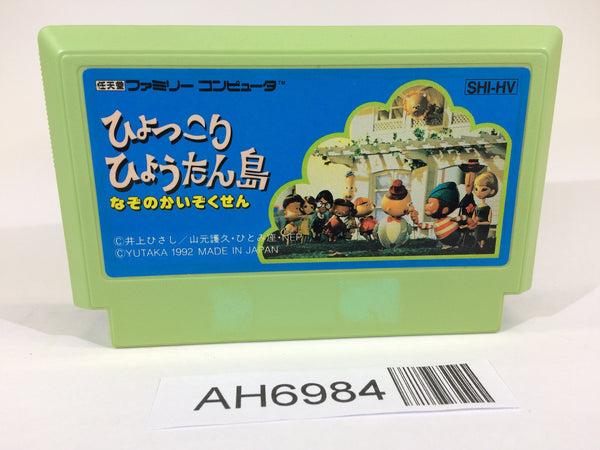 任天堂 ファミリー コンピュータ™
SHI-HV
ひょっこり
ひょうたん島
なぞのかいぞくせん
©井上ひさし/山元護久・ひとみ座・NEP
©YUTAKA 1992 MADE IN JAPAN
AH6984